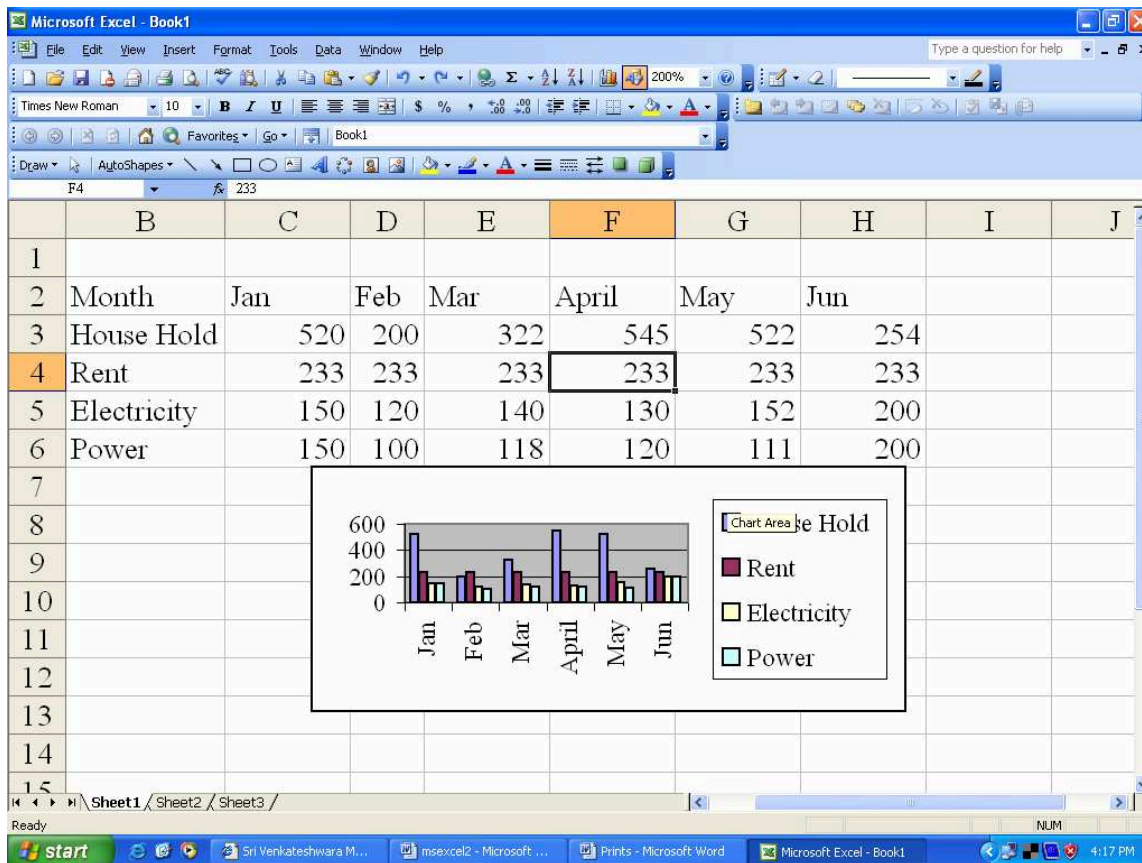 Microsoft Excel - Book1
File Edit View Insert Format Tools Data Window Help Type a question for help
200%
Times New Roman 10 B I U $ % ,
Favorites Go Book1
Draw AutoShapes
F4 fx 233
B C D E F G H I J
1
2 Month Jan Feb Mar April May Jun
3 House Hold 520 200 322 545 522 254
4 Rent 233 233 233 233 233 233
5 Electricity 150 120 140 130 152 200
6 Power 150 100 118 120 111 200
7
8
9
10
11
12
13
14
15
600
400
200
0
Jan Feb Mar April May Jun
Chart Area se Hold
Rent
Electricity
Power
Sheet1 Sheet2 Sheet3
Ready NUM
start Sri Venkateshwara M... msexcel2 - Microsoft ... Prints - Microsoft Word Microsoft Excel - Book1 4:17 PM